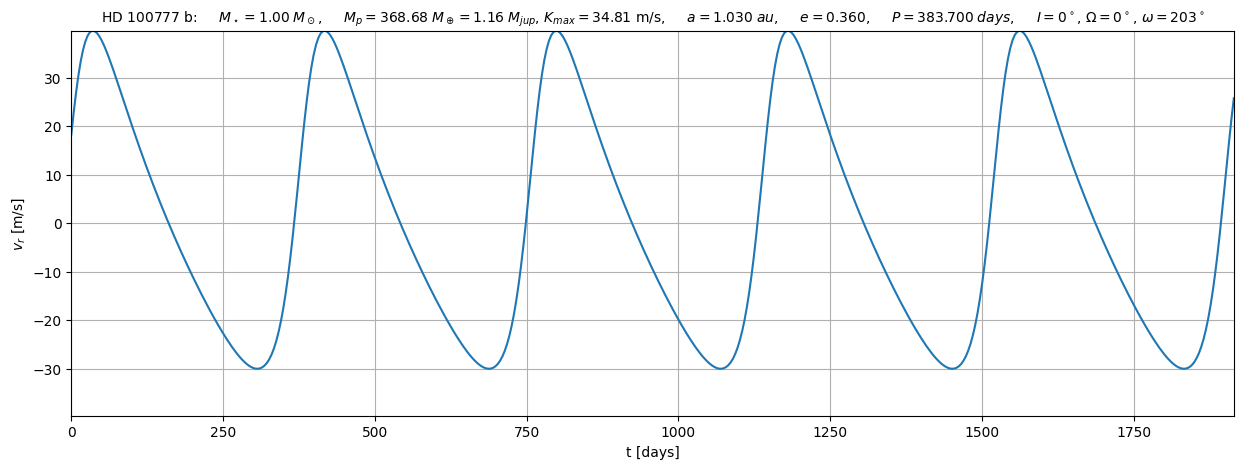 HD 100777 b: M⋆ = 1.00 M⊙, Mp = 368.68 M⊕ = 1.16 Mjup, Kmax = 34.81 m/s, a = 1.030 au, e = 0.360, P = 383.700 days, I = 0°, Ω = 0°, ω = 203°
30
20
10
0
−10
−20
−30
vr [m/s]
0 250 500 750 1000 1250 1500 1750
t [days]